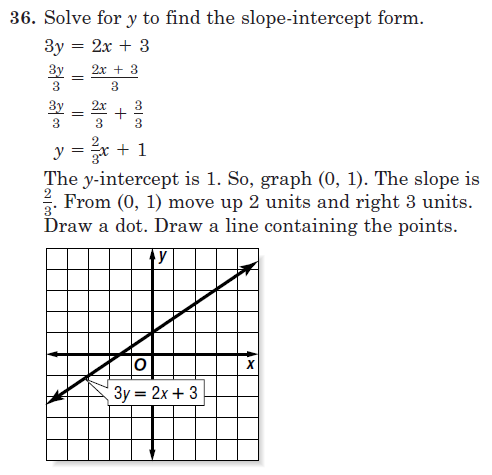 36. Solve for y to find the slope-intercept form.
3y = 2x + 3
3y/3 = (2x + 3)/3
3y/3 = 2x/3 + 3/3
y = 2/3x + 1
The y-intercept is 1. So, graph (0, 1). The slope is
2/3. From (0, 1) move up 2 units and right 3 units.
Draw a dot. Draw a line containing the points.
y
O
x
3y = 2x + 3